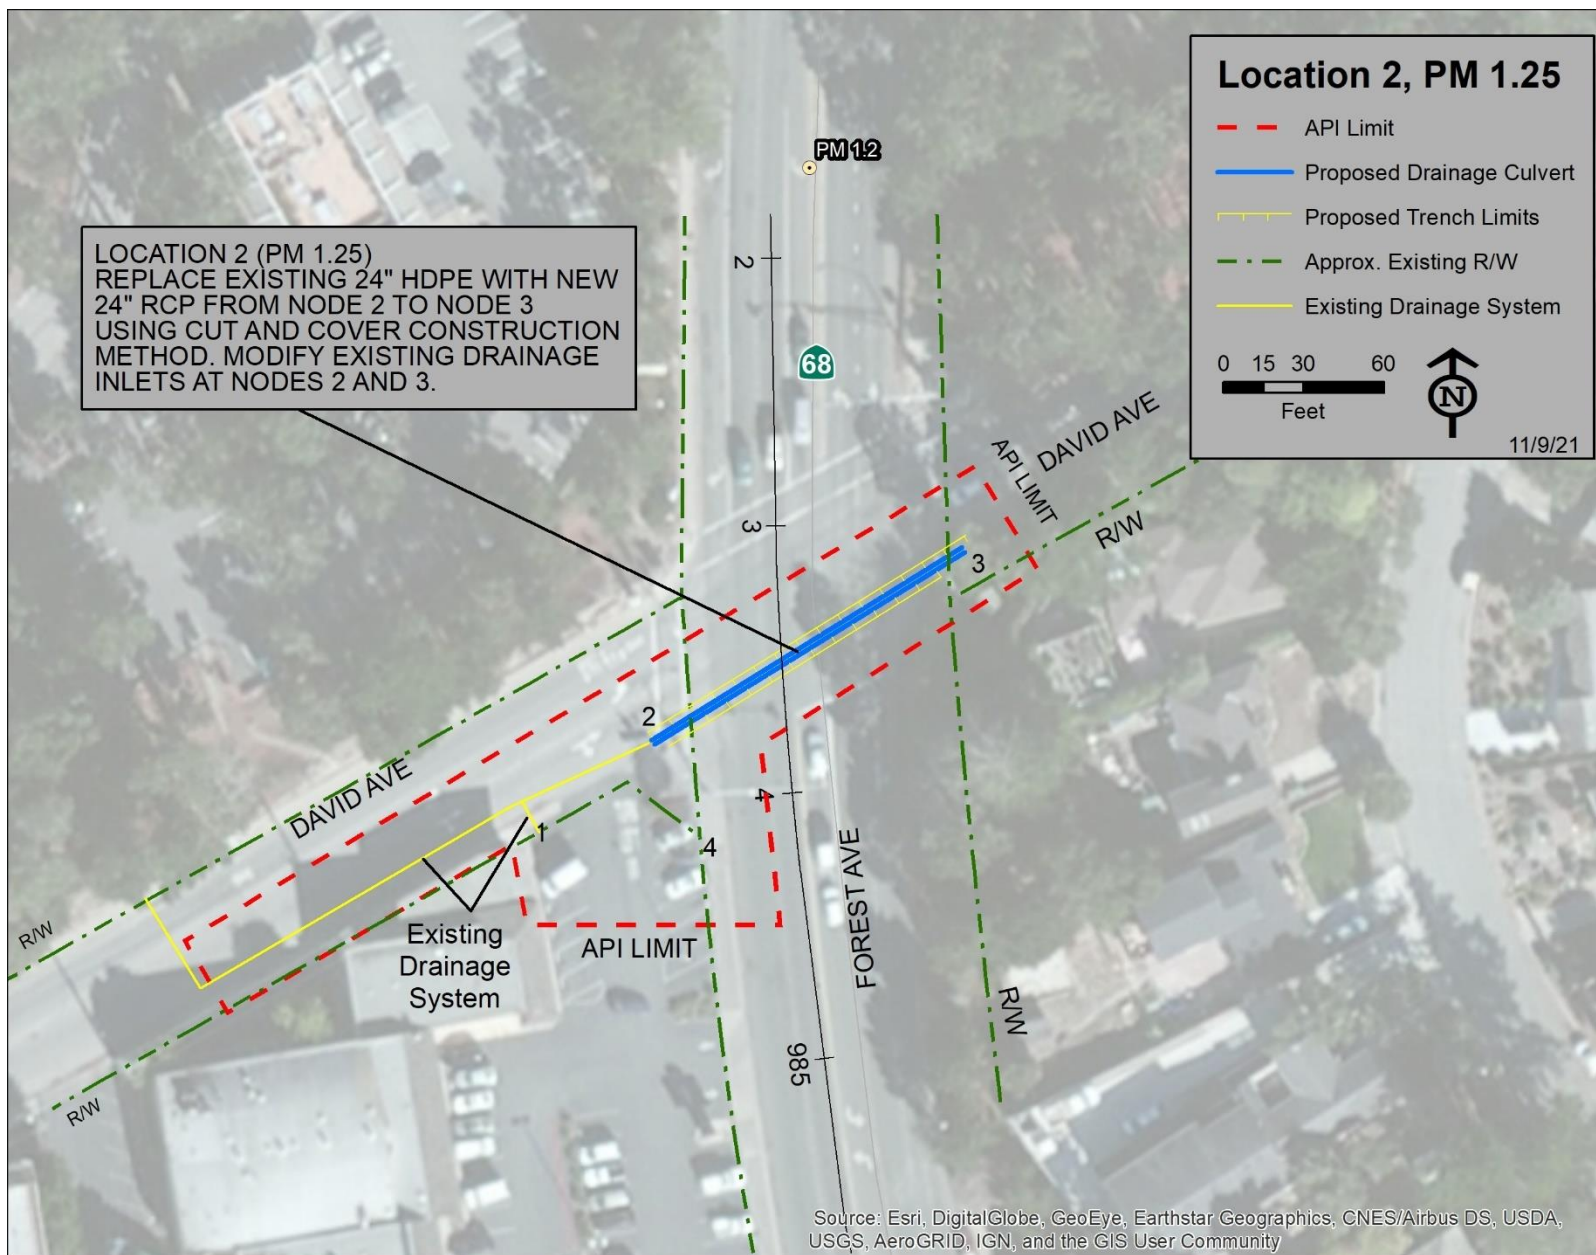 PM 1.2
Location 2, PM 1.25
API Limit
Proposed Drainage Culvert
Proposed Trench Limits
Approx. Existing R/W
Existing Drainage System
0 15 30 60
Feet
N
11/9/21
LOCATION 2 (PM 1.25)
REPLACE EXISTING 24" HDPE WITH NEW
24" RCP FROM NODE 2 TO NODE 3
USING CUT AND COVER CONSTRUCTION
METHOD. MODIFY EXISTING DRAINAGE
INLETS AT NODES 2 AND 3.
2
68
DAVID AVE
API LIMIT
3
R/W
3
2
DAVID AVE
4
1
4
FOREST AVE
R/W
Existing
Drainage
System
API LIMIT
R/W
985
R/W
Source: Esri, DigitalGlobe, GeoEye, Earthstar Geographics, CNES/Airbus DS, USDA,
USGS, AeroGRID, IGN, and the GIS User Community